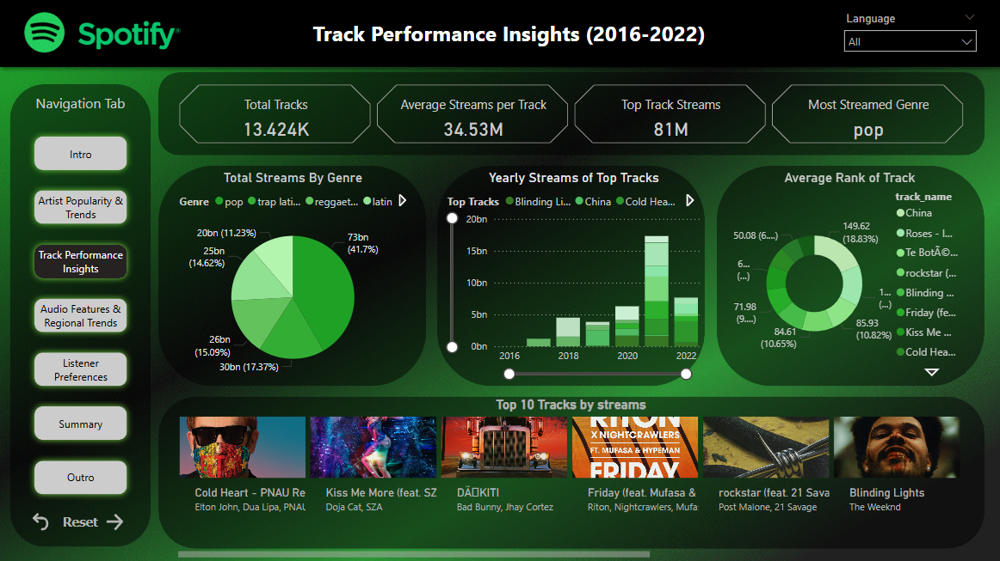 Spotify®
Track Performance Insights (2016-2022)
Language
All
Navigation Tab
Intro
Artist Popularity &
Trends
Track Performance
Insights
Audio Features &
Regional Trends
Listener
Preferences
Summary
Outro
Reset
Total Tracks
13.424K
Average Streams per Track
34.53M
Top Track Streams
81M
Most Streamed Genre
pop
Total Streams By Genre
Genre pop trap lati... reggaet... latin
20bn (11.23%)
73bn
(41.7%)
25bn
(14.62%)
26bn
(15.09%)
30bn (17.37%)
Yearly Streams of Top Tracks
Top Tracks Blinding Li... China Cold Hea...
20bn
15bn
10bn
5bn
0bn
2016 2018 2020 2022
Average Rank of Track
149.62
(18.83%)
50.08 (6....)
6...
(...)
1...
(...)
71.98
(9....)
85.93
(10.82%)
84.61
(10.65%)
track_name
China
Roses - I...
Te BotÃ©...
rockstar (...
Blinding ...
Friday (fe...
Kiss Me ...
Cold Hea...
Top 10 Tracks by streams
RITON
X NIGHTCRAWLERS
FT. MUFASA & HYPEMAN
FRIDAY
Cold Heart - PNAU Re
Elton John, Dua Lipa, PNAU
Kiss Me More (feat. SZ
Doja Cat, SZA
DÃ□KITI
Bad Bunny, Jhay Cortez
Friday (feat. Mufasa &
Riton, Nightcrawlers, Mufa
rockstar (feat. 21 Sava
Post Malone, 21 Savage
Blinding Lights
The Weeknd